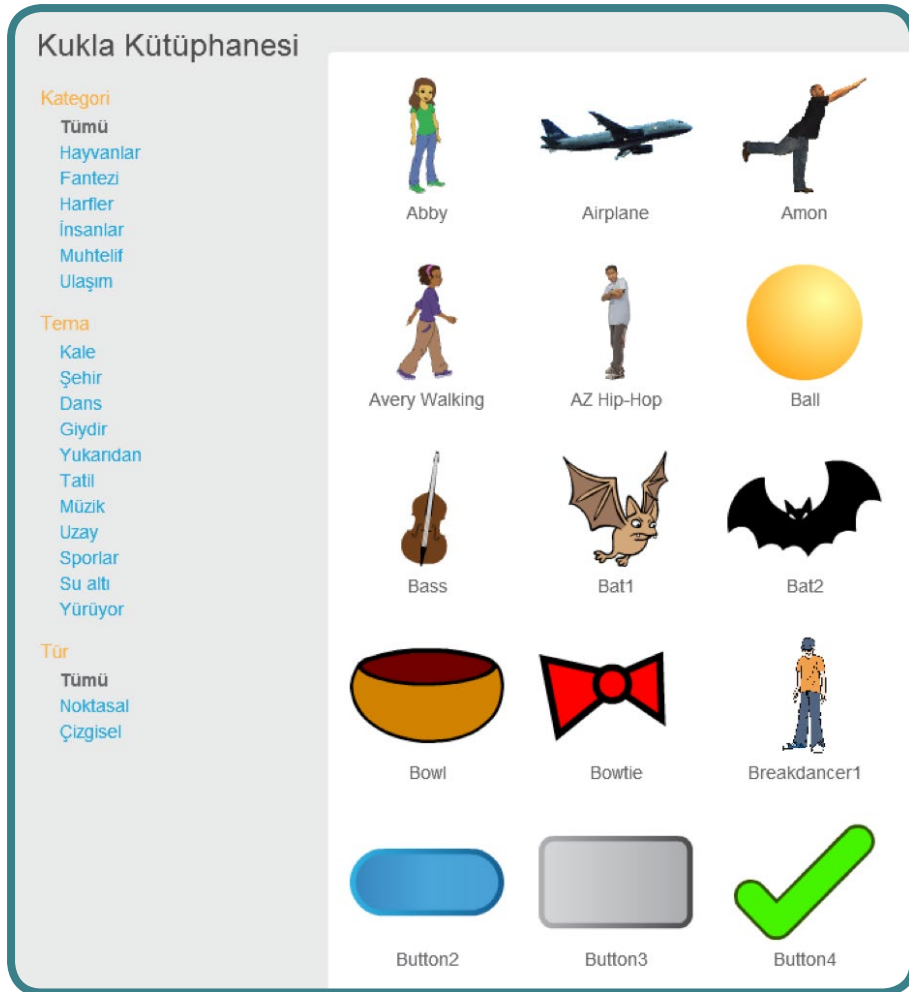 Kukla Kütüphanesi
Kategori
Tümü
Hayvanlar
Fantezi
Harfler
İnsanlar
Muhtelif
Ulaşım
Tema
Kale
Şehir
Dans
Giydir
Yukarıdan
Tatil
Müzik
Uzay
Sporlar
Su altı
Yürüyor
Tür
Tümü
Noktasal
Çizgisel
Abby Airplane Amon
Avery Walking AZ Hip-Hop Ball
Bass Bat1 Bat2
Bowl Bowtie Breakdancer1
Button2 Button3 Button4